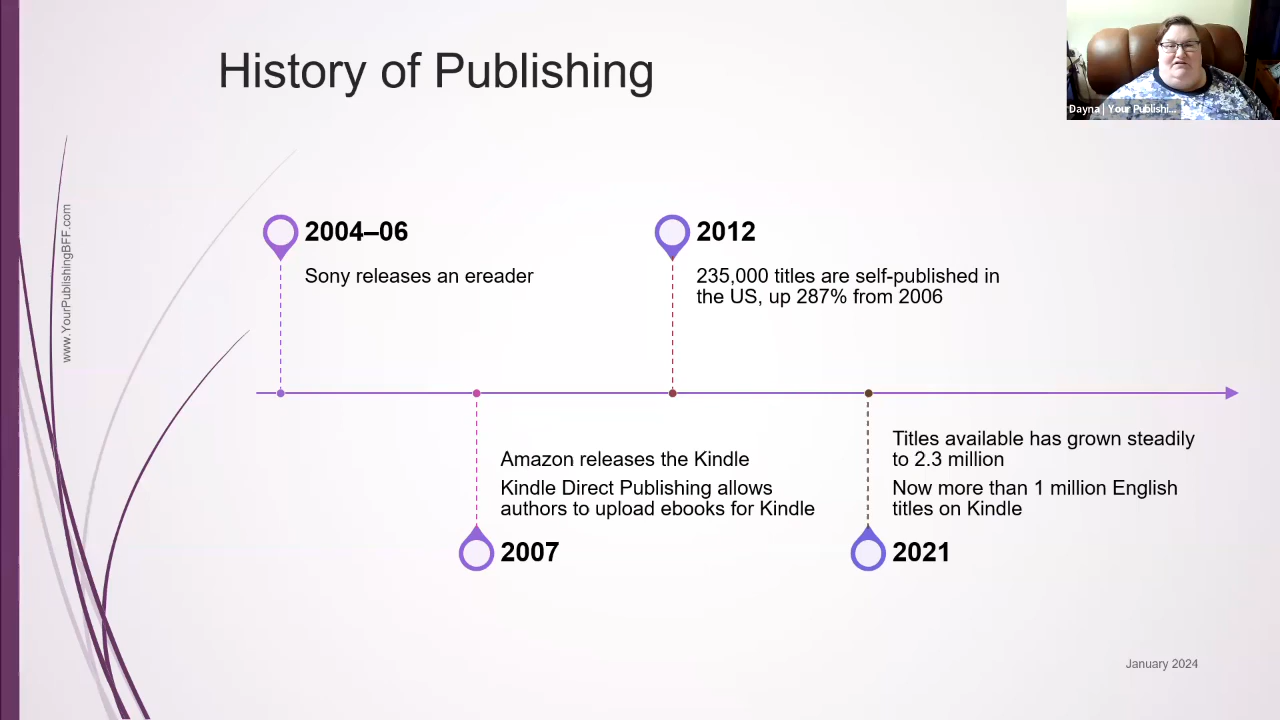 History of Publishing
Dayna | Your Publishi...
www.YourPublishingBFF.com
2004–06
Sony releases an ereader
2012
235,000 titles are self-published in
the US, up 287% from 2006
Amazon releases the Kindle
Kindle Direct Publishing allows
authors to upload ebooks for Kindle
2007
Titles available has grown steadily
to 2.3 million
Now more than 1 million English
titles on Kindle
2021
January 2024